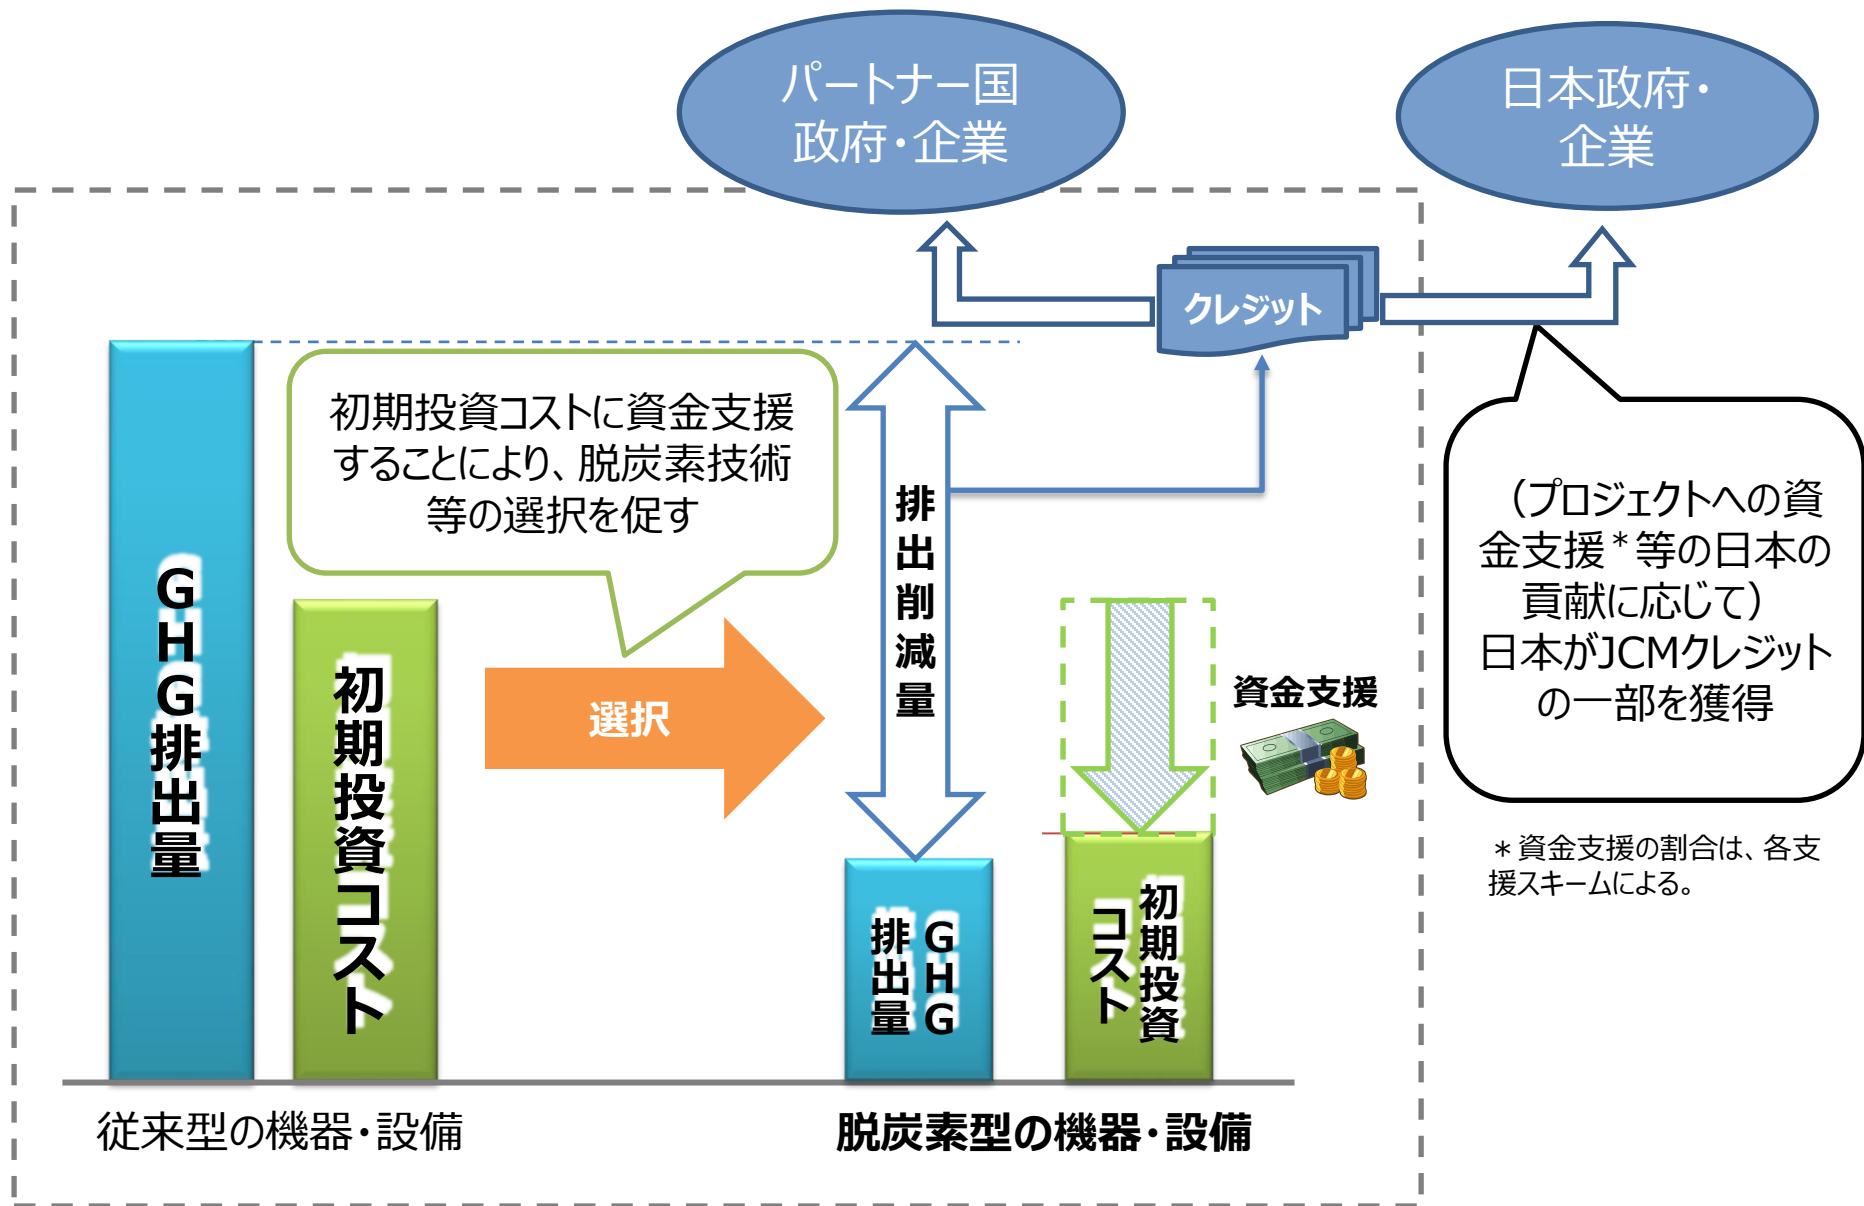 パートナー国
政府・企業
日本政府・
企業
クレジット
初期投資コストに資金支援
することにより、脱炭素技術
等の選択を促す
GHG排出量
初期投資コスト
選択
排出削減量
資金支援
（プロジェクトへの資
金支援＊等の日本の
貢献に応じて）
日本がJCMクレジット
の一部を獲得
＊資金支援の割合は、各支
援スキームによる。
GHG
排出量
初期投資
コスト
従来型の機器・設備
脱炭素型の機器・設備